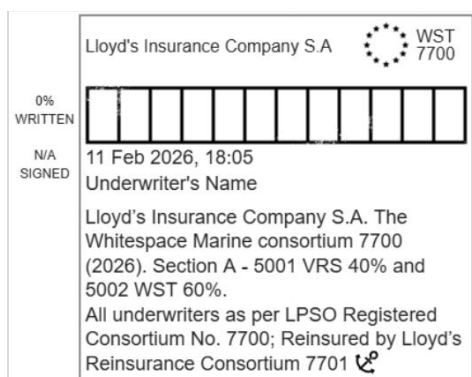 Lloyd's Insurance Company S.A
WST
7700
0%
WRITTEN
N/A
SIGNED
11 Feb 2026, 18:05
Underwriter's Name
Lloyd's Insurance Company S.A. The
Whitespace Marine consortium 7700
(2026). Section A - 5001 VRS 40% and
5002 WST 60%.
All underwriters as per LPSO Registered
Consortium No. 7700; Reinsured by Lloyd's
Reinsurance Consortium 7701